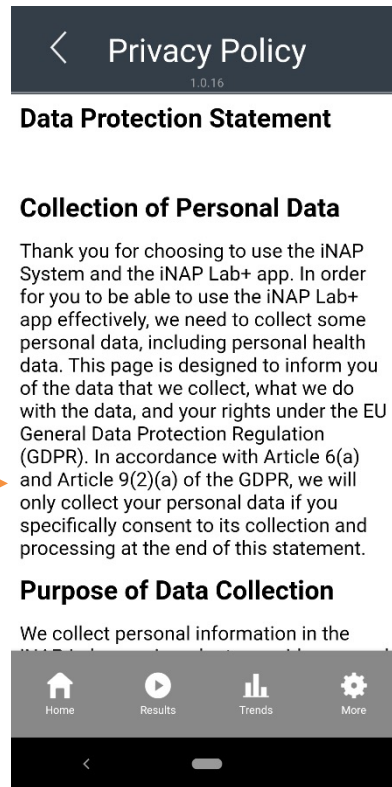 Privacy Policy
1.0.16
Data Protection Statement
Collection of Personal Data
Thank you for choosing to use the iNAP
System and the iNAP Lab+ app. In order
for you to be able to use the iNAP Lab+
app effectively, we need to collect some
personal data, including personal health
data. This page is designed to inform you
of the data that we collect, what we do
with the data, and your rights under the EU
General Data Protection Regulation
(GDPR). In accordance with Article 6(a)
and Article 9(2)(a) of the GDPR, we will
only collect your personal data if you
specifically consent to its collection and
processing at the end of this statement.
Purpose of Data Collection
We collect personal information in the
Home
Results
Trends
More